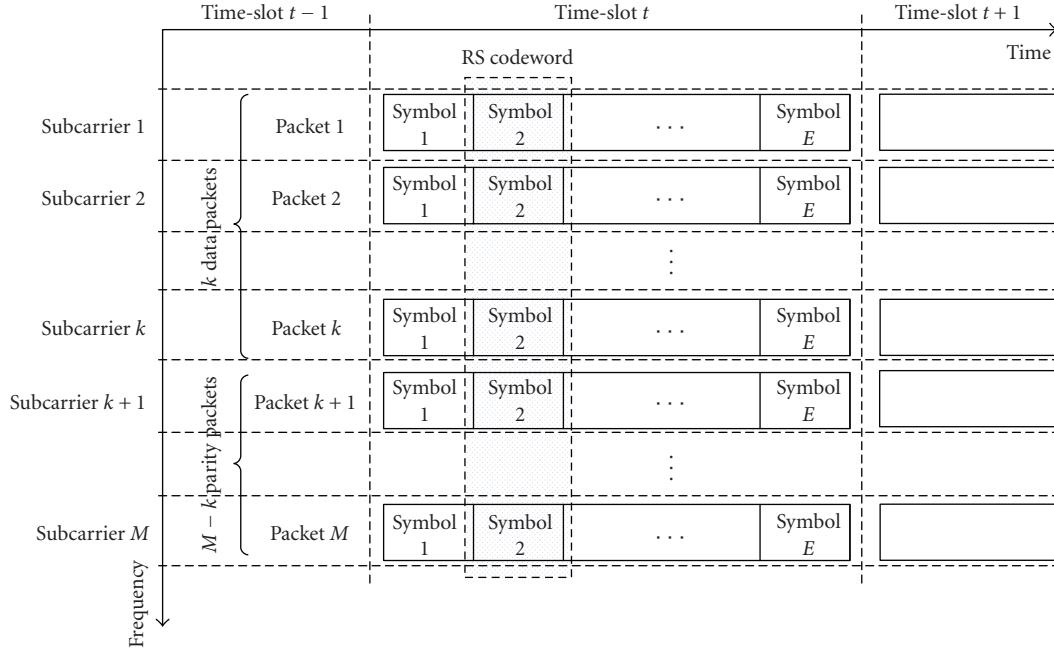 Time-slot t − 1 Time-slot t Time-slot t + 1
Time
RS codeword
Subcarrier 1 Packet 1 Symbol 1 Symbol 2 · · · Symbol E
Subcarrier 2 Packet 2 Symbol 1 Symbol 2 · · · Symbol E
k data packets
Subcarrier k Packet k Symbol 1 Symbol 2 · · · Symbol E
Subcarrier k + 1 Packet k + 1 Symbol 1 Symbol 2 · · · Symbol E
M − k parity packets
Subcarrier M Packet M Symbol 1 Symbol 2 · · · Symbol E
Frequency